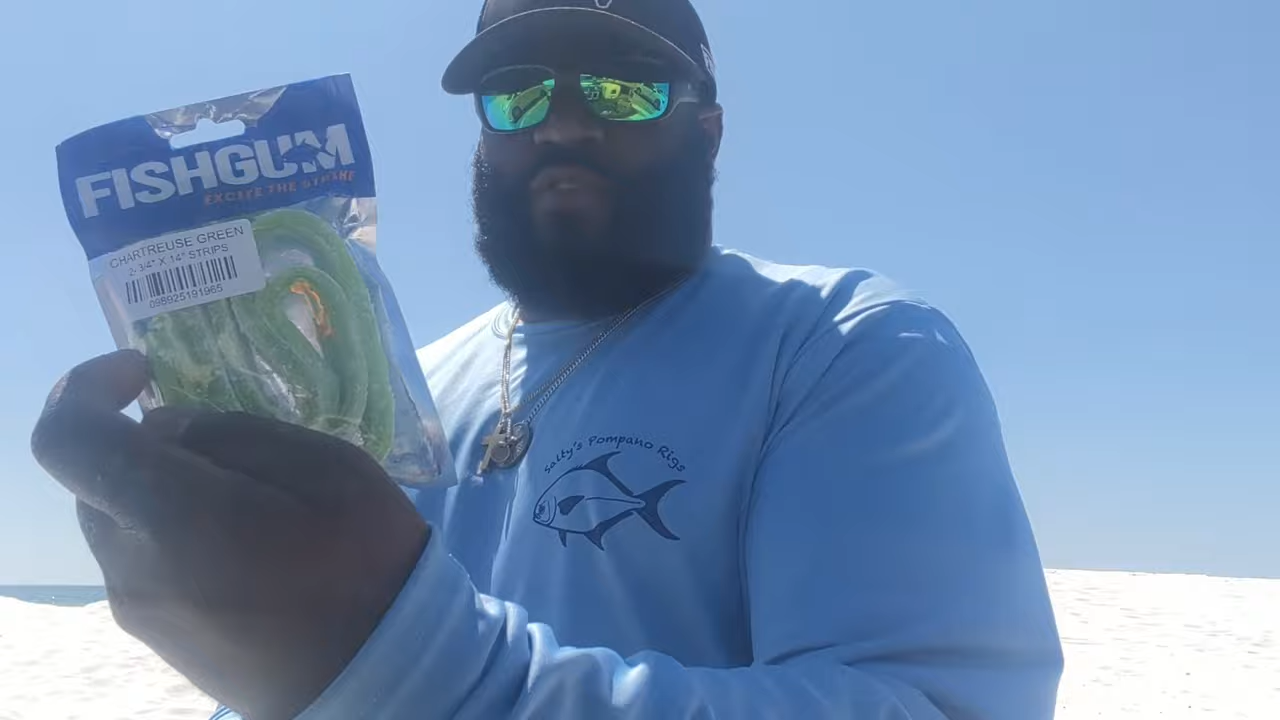 FISHGUM
EXCITE THE STRIKE
CHARTREUSE GREEN
2- 3/4" X 14" STRIPS
098925191965
Salty's Pompano Rigs